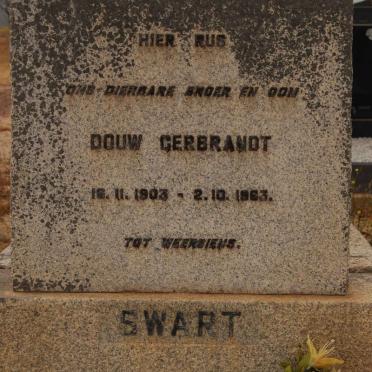 HIER RUS
ONS DIERBARE BROER EN OOM
DOUW GERBRANDT
16.11.1903 - 2.10.1963.
TOT WEERSIENS.
SWART